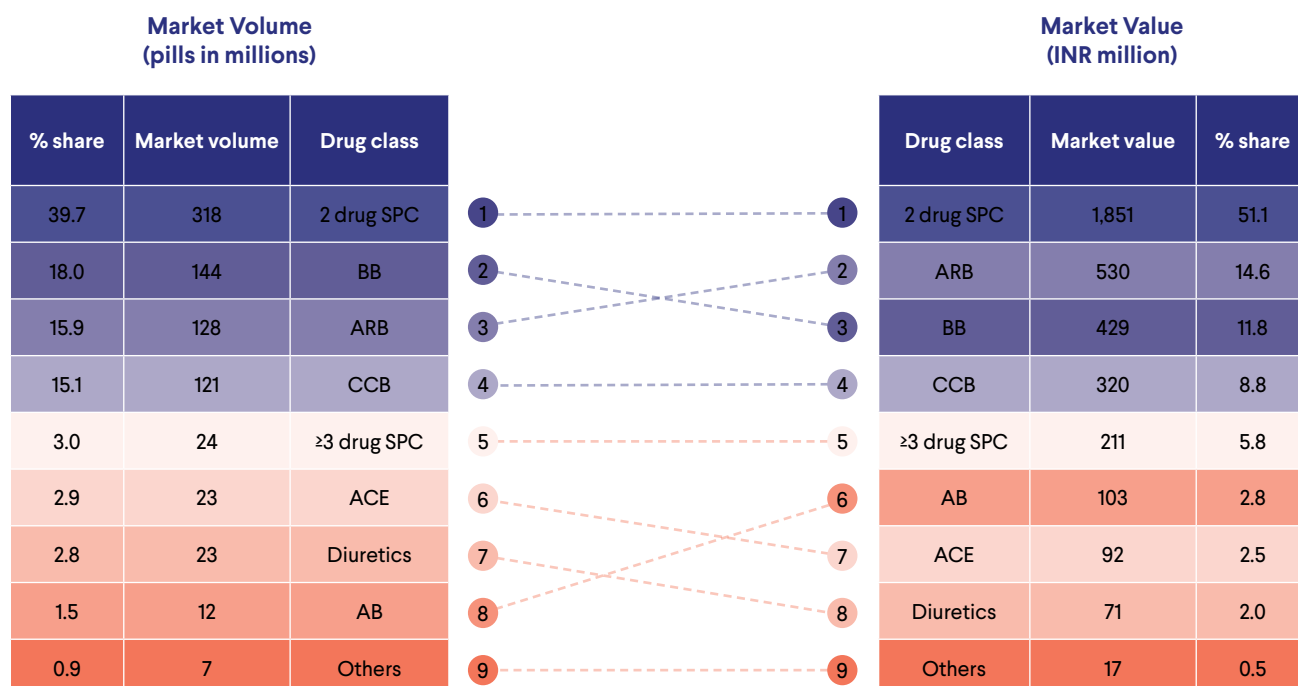 Market Volume
(pills in millions)
Market Value
(INR million)
% share Market volume Drug class
Drug class Market value % share
39.7 318 2 drug SPC 1 1 2 drug SPC 1,851 51.1
18.0 144 BB 2 2 ARB 530 14.6
15.9 128 ARB 3 3 BB 429 11.8
15.1 121 CCB 4 4 CCB 320 8.8
3.0 24 ≥3 drug SPC 5 5 ≥3 drug SPC 211 5.8
2.9 23 ACE 6 6 AB 103 2.8
2.8 23 Diuretics 7 7 ACE 92 2.5
1.5 12 AB 8 8 Diuretics 71 2.0
0.9 7 Others 9 9 Others 17 0.5